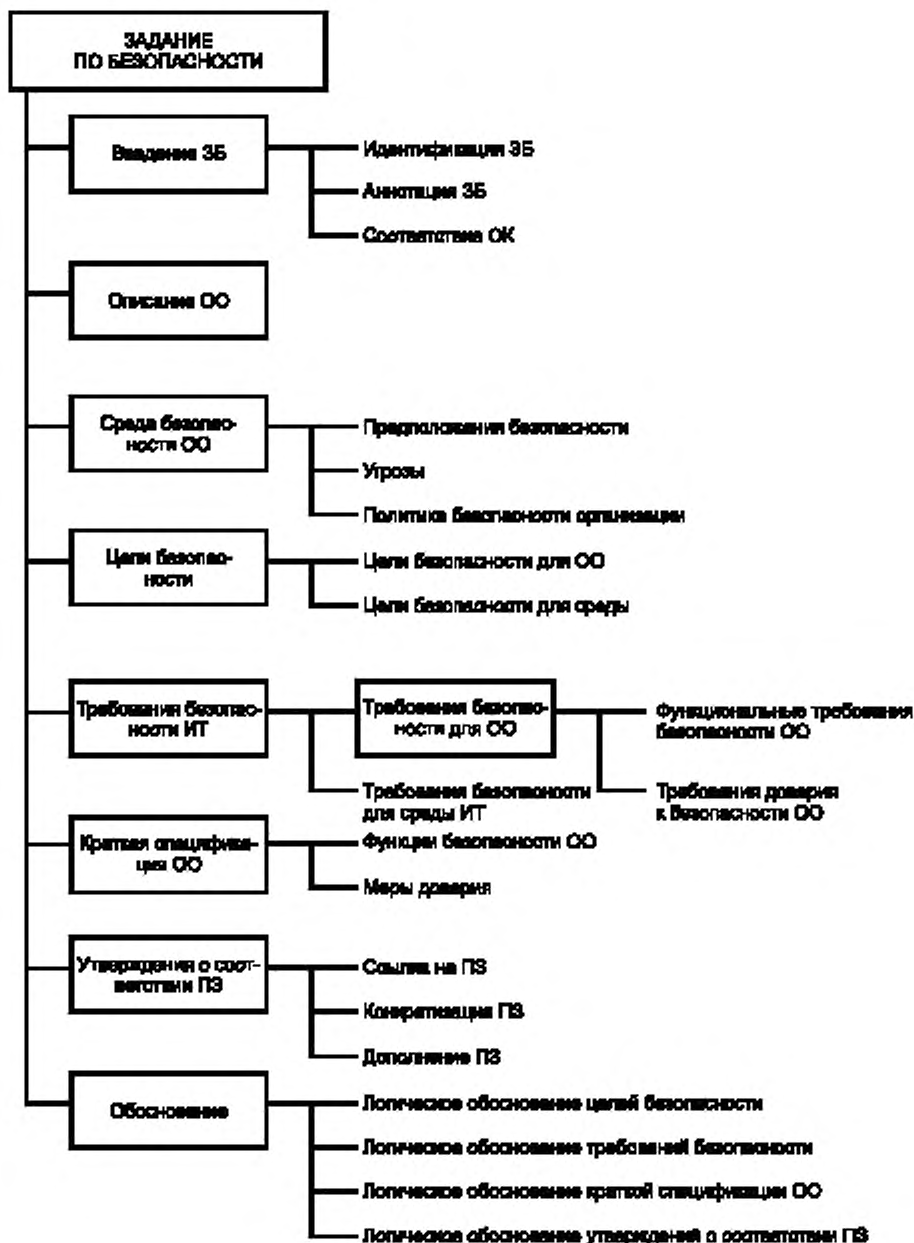 ЗАДАНИЕ
ПО БЕЗОПАСНОСТИ
Введение ЗБ
Идентификация ЗБ
Аннотация ЗБ
Соответствие ОК
Описание ОО
Среда безопас-
ности ОО
Предположения безопасности
Угрозы
Политика безопасности организации
Цели безопас-
ности
Цели безопасности для ОО
Цели безопасности для среды
Требования безопас-
ности ИТ
Требования безопас-
ности для ОО
Функциональные требования
безопасности ОО
Требования безопасности
для среды ИТ
Требования доверия
к безопасности ОО
Краткая специфика-
ция ОО
Функции безопасности ОО
Меры доверия
Утверждения о соот-
ветствии ПЗ
Ссылка на ПЗ
Конкретизация ПЗ
Дополнение ПЗ
Обоснование
Логическое обоснование целей безопасности
Логическое обоснование требований безопасности
Логическое обоснование краткой спецификации ОО
Логическое обоснование утверждений о соответствии ПЗ